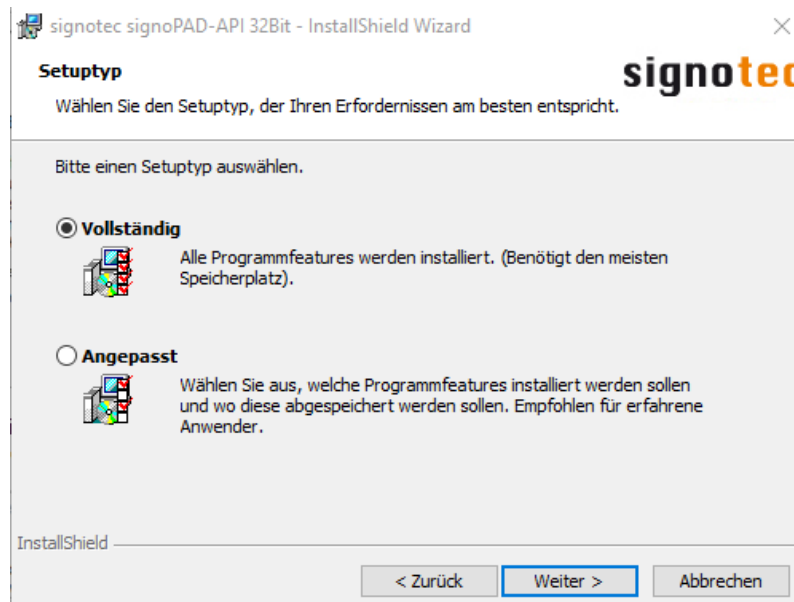 signotec signoPAD-API 32Bit - InstallShield Wizard
Setuptyp
signotec
Wählen Sie den Setuptyp, der Ihren Erfordernissen am besten entspricht.
Bitte einen Setuptyp auswählen.
Vollständig
Alle Programmfeatures werden installiert. (Benötigt den meisten
Speicherplatz).
Angepasst
Wählen Sie aus, welche Programmfeatures installiert werden sollen
und wo diese abgespeichert werden sollen. Empfohlen für erfahrene
Anwender.
InstallShield
< Zurück
Weiter >
Abbrechen